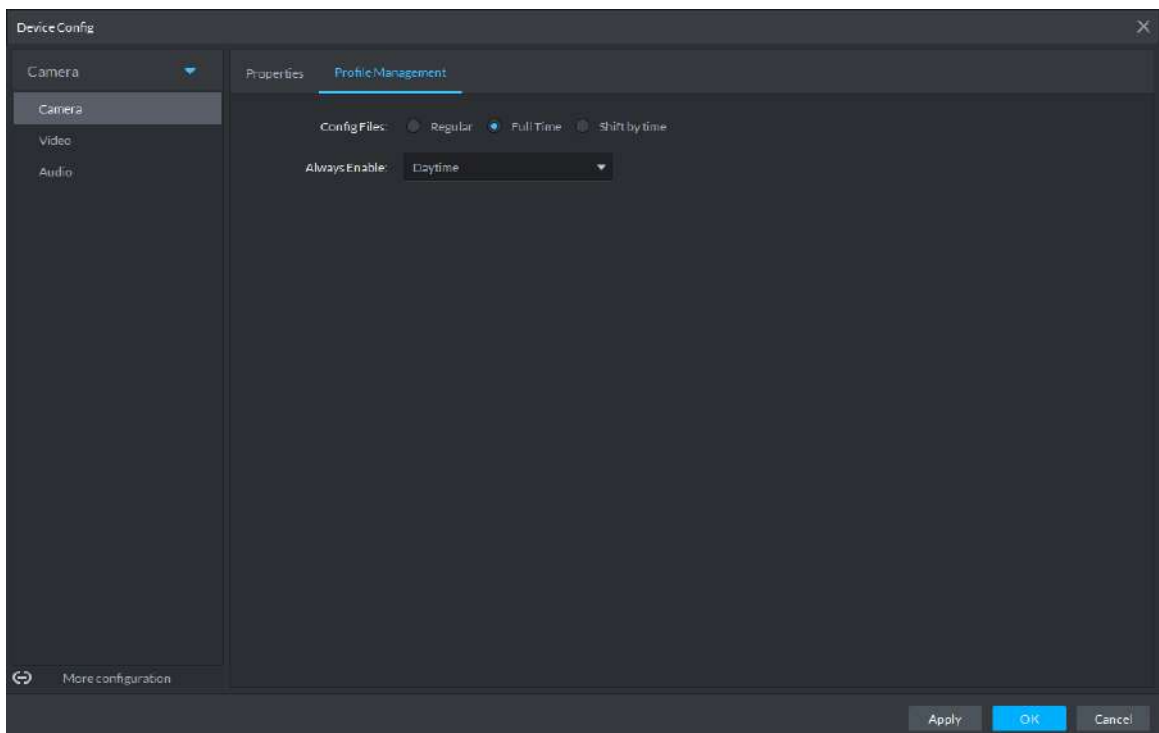 Device Config
Camera
Properties Profile Management
Camera
Video
Audio
Config Files: Regular Full Time Shift by time
Always Enable: Daytime
More configuration
Apply OK Cancel